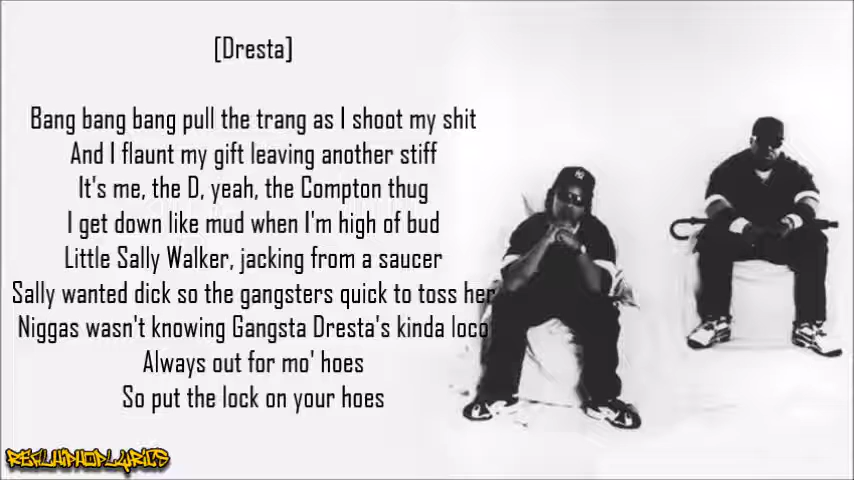 [Dresta]
Bang bang bang pull the trang as I shoot my shit
And I flaunt my gift leaving another stiff
It's me, the D, yeah, the Compton thug
I get down like mud when I'm high of bud
Little Sally Walker, jacking from a saucer
Sally wanted dick so the gangsters quick to toss her
Niggas wasn't knowing Gangsta Dresta's kinda loco
Always out for mo' hoes
So put the lock on your hoes
REFLHIPHOPLYRICS